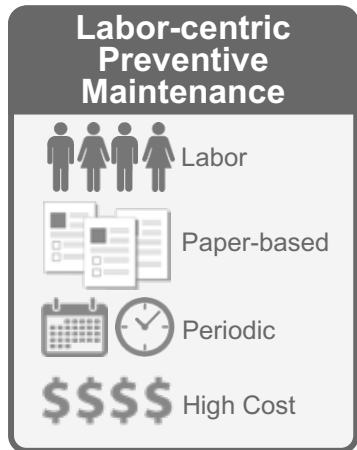 Labor-centric
Preventive
Maintenance
Labor
Paper-based
Periodic
$$$$ High Cost